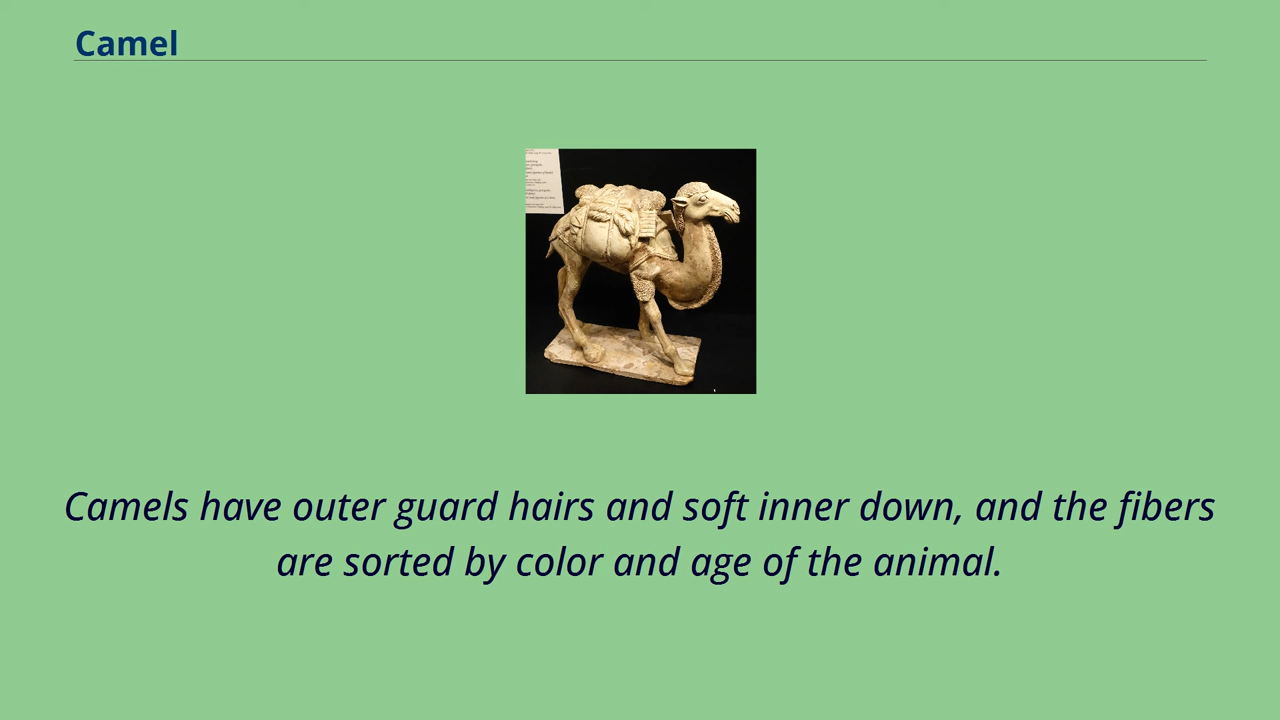 Camel
Camels have outer guard hairs and soft inner down, and the fibers
are sorted by color and age of the animal.